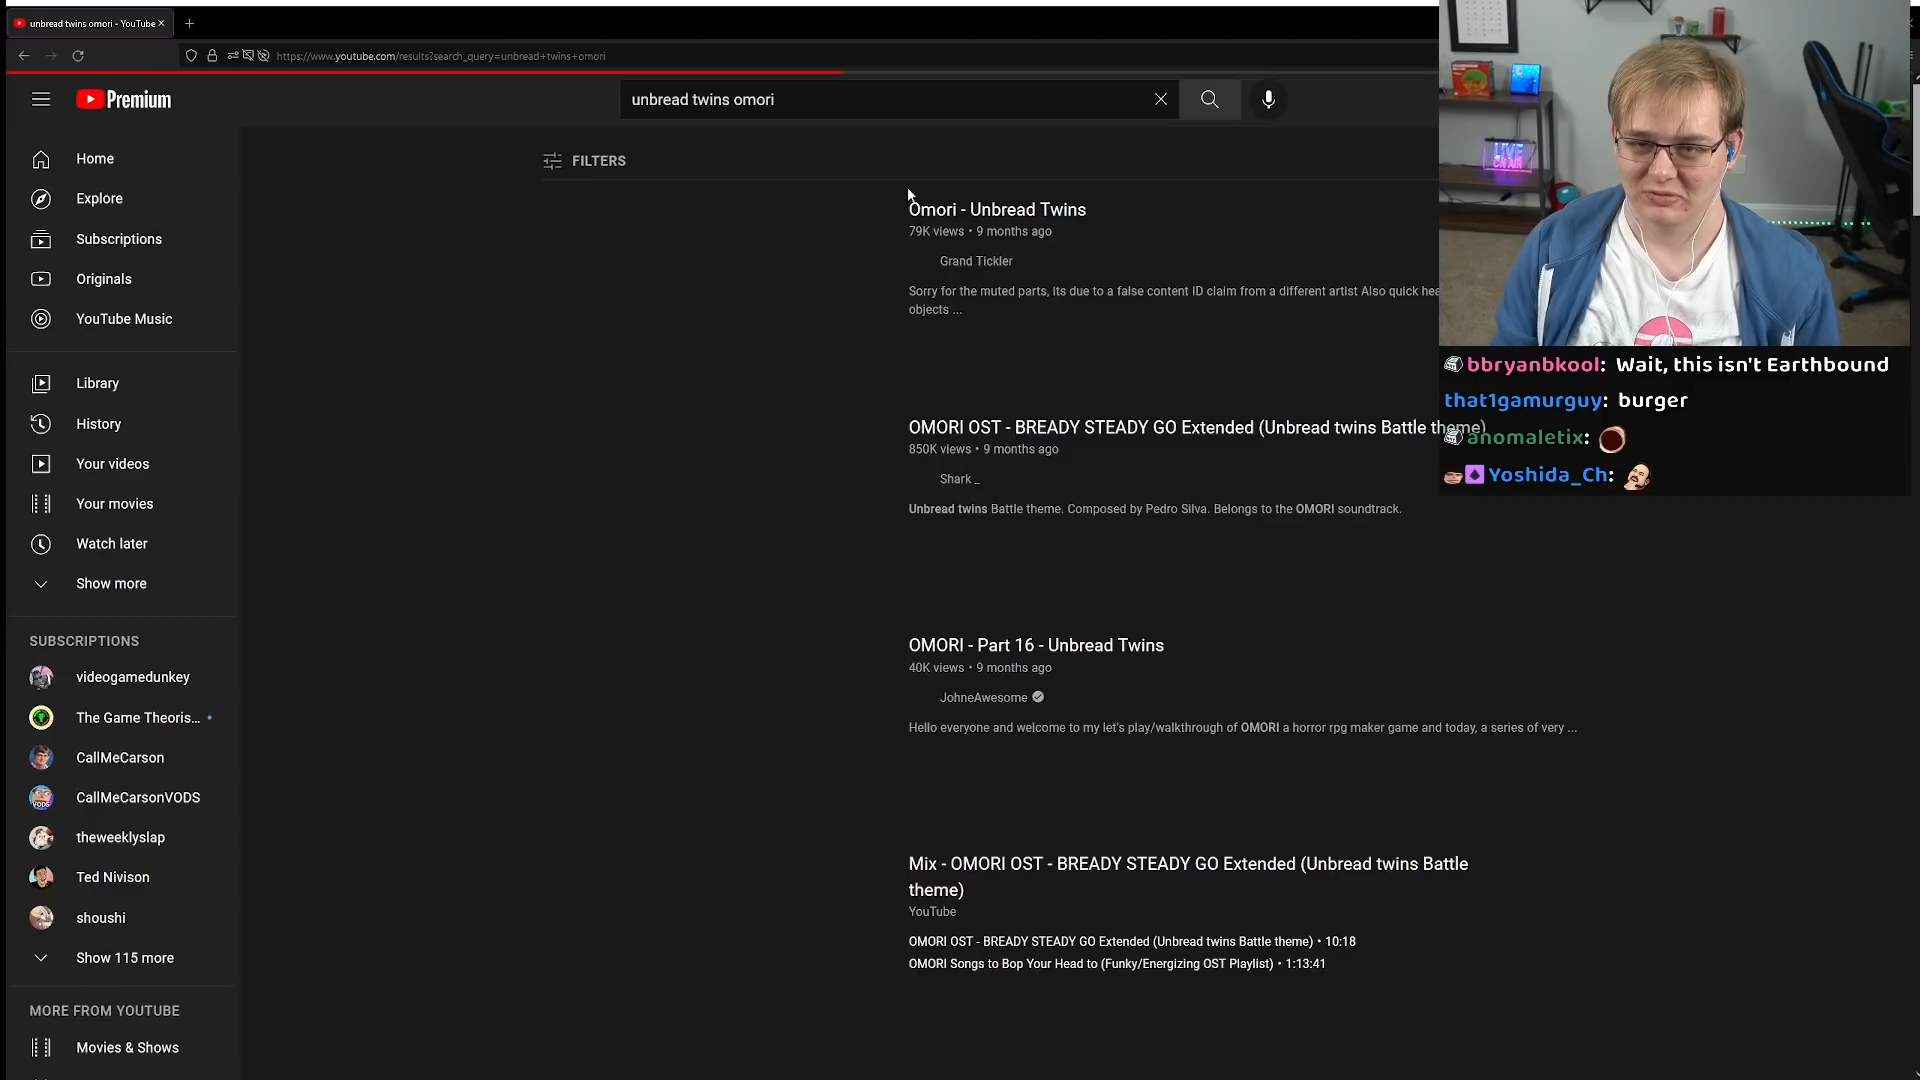 unbread twins omori - YouTube
https://www.youtube.com/results?search_query=unbread+twins+omori
Premium
unbread twins omori
Home
Explore
Subscriptions
Originals
YouTube Music
Library
History
Your videos
Your movies
Watch later
Show more
SUBSCRIPTIONS
videogamedunkey
The Game Theoris...
CallMeCarson
CallMeCarsonVODS
theweeklyslap
Ted Nivison
shoushi
Show 115 more
MORE FROM YOUTUBE
Movies & Shows
FILTERS
Omori - Unbread Twins
79K views • 9 months ago
Grand Tickler
Sorry for the muted parts, its due to a false content ID claim from a different artist Also quick
objects ...
OMORI OST - BREADY STEADY GO Extended (Unbread twins Battle theme)
850K views • 9 months ago
Shark _
Unbread twins Battle theme. Composed by Pedro Silva. Belongs to the OMORI soundtrack.
OMORI - Part 16 - Unbread Twins
40K views • 9 months ago
JohneAwesome
Hello everyone and welcome to my let's play/walkthrough of OMORI a horror rpg maker game and today, a series of very ...
Mix - OMORI OST - BREADY STEADY GO Extended (Unbread twins Battle
theme)
YouTube
OMORI OST - BREADY STEADY GO Extended (Unbread twins Battle theme) • 10:18
OMORI Songs to Bop Your Head to (Funky/Energizing OST Playlist) • 1:13:41
LIVE
ON AIR
bbryanbkool: Wait, this isn't Earthbound
that1gamurguy: burger
anomaletix:
Yoshida_Ch: